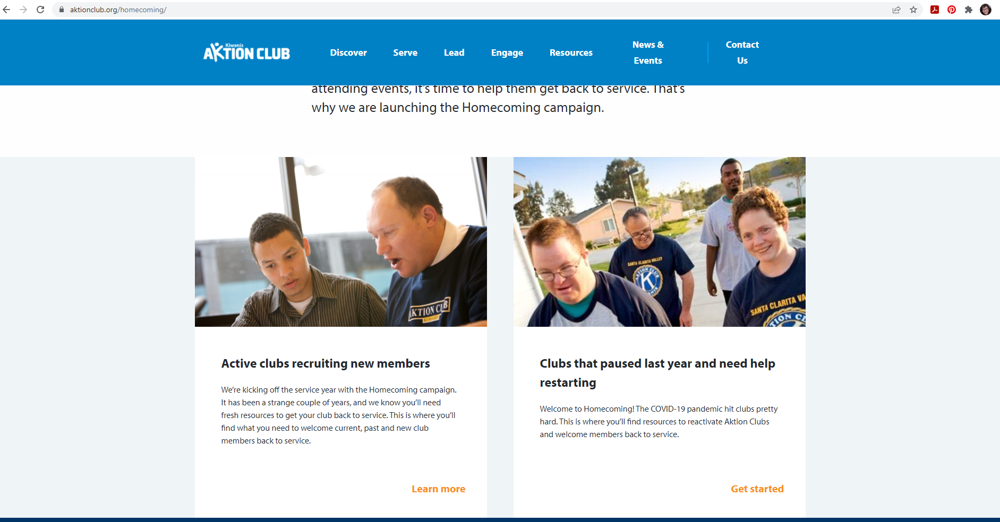 aktionclub.org/homecoming/
Kiwanis
AKTION CLUB
Discover
Serve
Lead
Engage
Resources
News &
Events
Contact
Us
attending events, it's time to help them get back to service. That's
why we are launching the Homecoming campaign.
AKTION CLUB
KIWANIS
SANTA CLARITA VALLEY
AKTION CLUB
K
SANTA CLARITA VA
TION CL
Active clubs recruiting new members
We're kicking off the service year with the Homecoming campaign.
It has been a strange couple of years, and we know you'll need
fresh resources to get your club back to service. This is where you'll
find what you need to welcome current, past and new club
members back to service.
Learn more
Clubs that paused last year and need help
restarting
Welcome to Homecoming! The COVID-19 pandemic hit clubs pretty
hard. This is where you'll find resources to reactivate Aktion Clubs
and welcome members back to service.
Get started